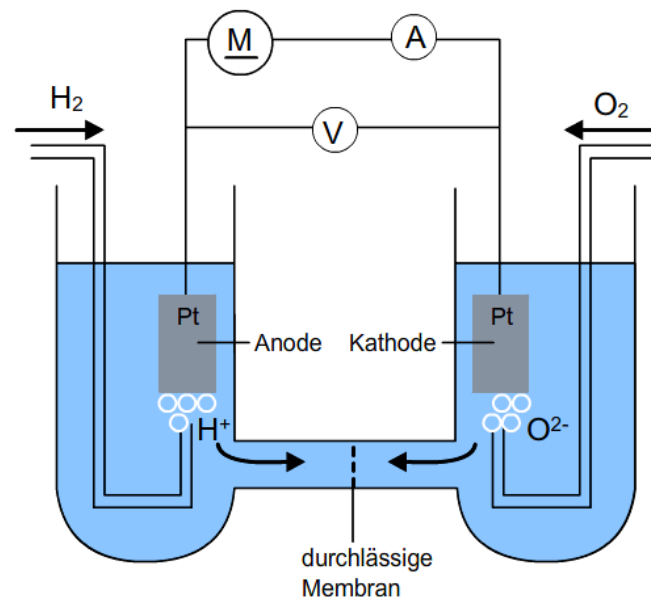 M
A
H₂
O₂
V
Pt
Pt
Anode
Kathode
H⁺
O²⁻
durchlässige
Membran